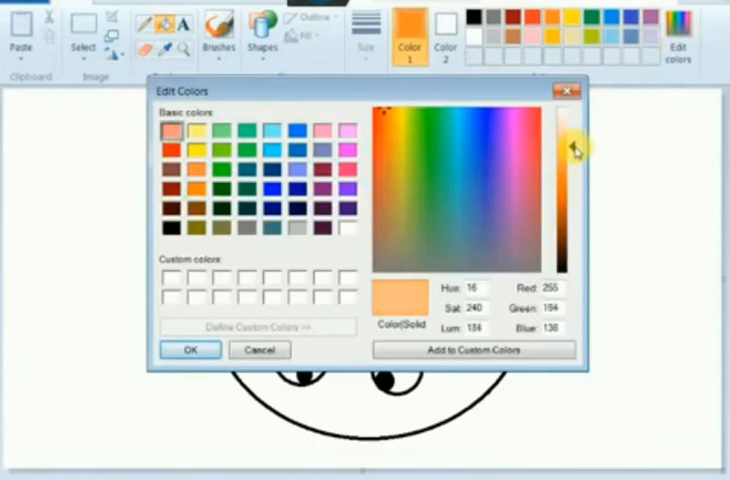 Outline
Fill
Paste
Select
Brushes
Shapes
Size
Color
1
Color
2
Edit
colors
Clipboard
Image
Edit Colors
Basic colors:
Custom colors:
Define Custom Colors >>
OK
Cancel
Color|Solid
Hue: 16
Sat: 240
Lum: 184
Red: 255
Green: 194
Blue: 138
Add to Custom Colors